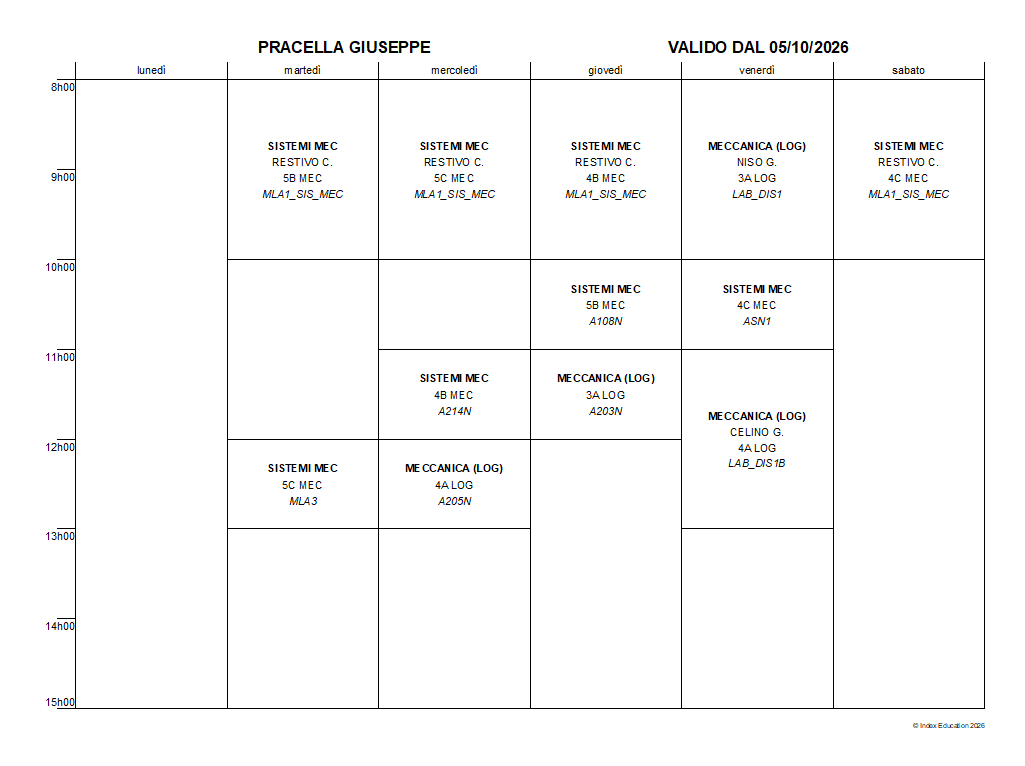 PRACELLA GIUSEPPE VALIDO DAL 05/10/2026
lunedì martedì mercoledì giovedì venerdì sabato
8h00
SISTEMI MEC SISTEMI MEC SISTEMI MEC MECCANICA (LOG) SISTEMI MEC
RESTIVO C. RESTIVO C. RESTIVO C. NISO G. RESTIVO C.
9h00 5B MEC 5C MEC 4B MEC 3A LOG 4C MEC
MLA1_SIS_MEC MLA1_SIS_MEC MLA1_SIS_MEC LAB_DIS1 MLA1_SIS_MEC
10h00
SISTEMI MEC SISTEMI MEC
5B MEC 4C MEC
A108N ASN1
11h00
SISTEMI MEC MECCANICA (LOG)
4B MEC 3A LOG
A214N A203N
MECCANICA (LOG)
CELINO G.
4A LOG
LAB_DIS1B
12h00
SISTEMI MEC MECCANICA (LOG)
5C MEC 4A LOG
MLA3 A205N
13h00
14h00
15h00
© Index Education 2026